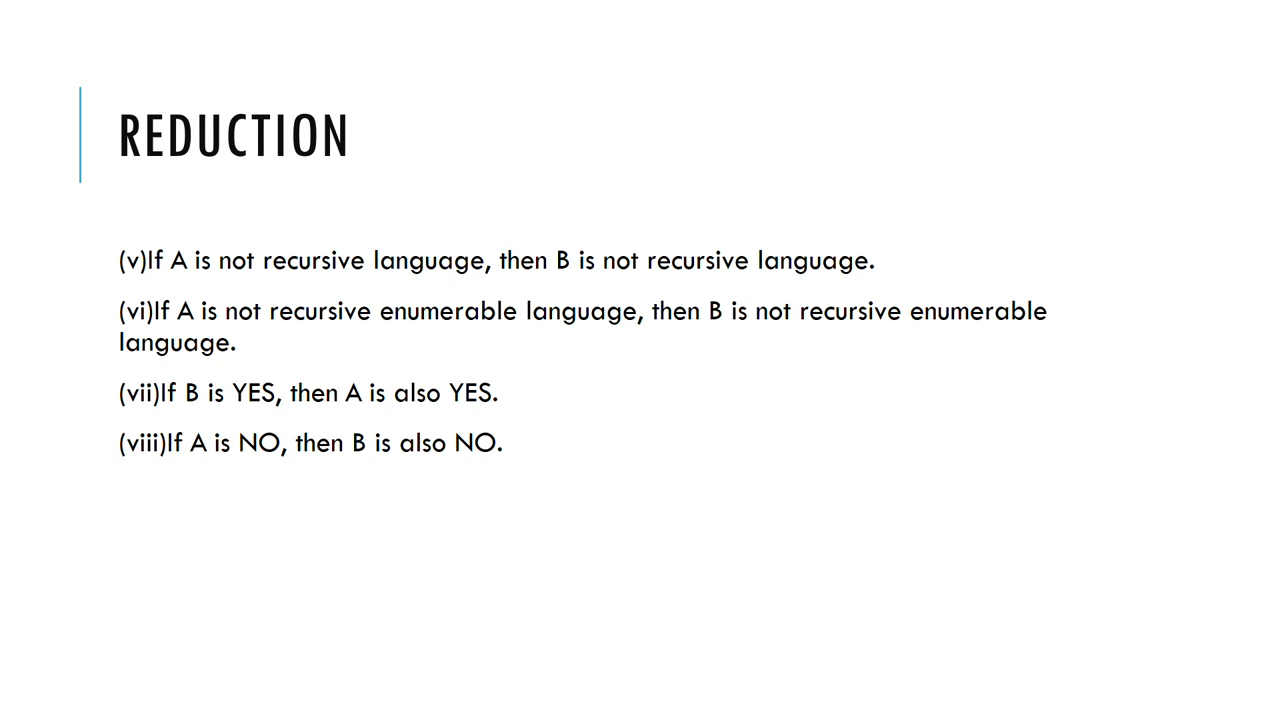 REDUCTION
(v)If A is not recursive language, then B is not recursive language.
(vi)If A is not recursive enumerable language, then B is not recursive enumerable
language.
(vii)If B is YES, then A is also YES.
(viii)If A is NO, then B is also NO.